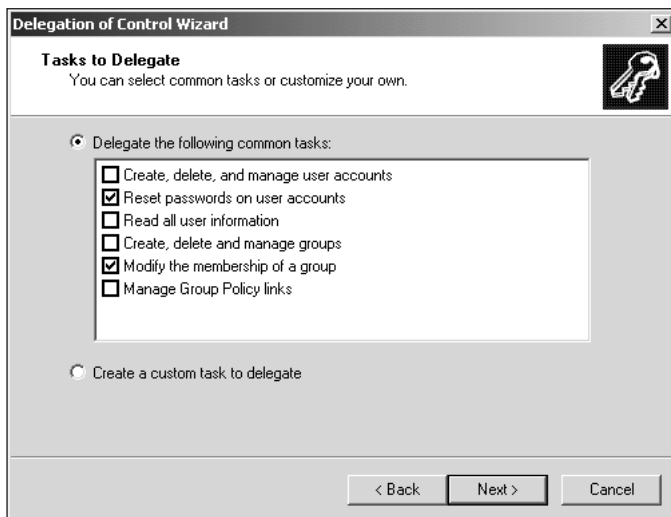 Delegation of Control Wizard
Tasks to Delegate
You can select common tasks or customize your own.
Delegate the following common tasks:
Create, delete, and manage user accounts
Reset passwords on user accounts
Read all user information
Create, delete and manage groups
Modify the membership of a group
Manage Group Policy links
Create a custom task to delegate
< Back
Next >
Cancel